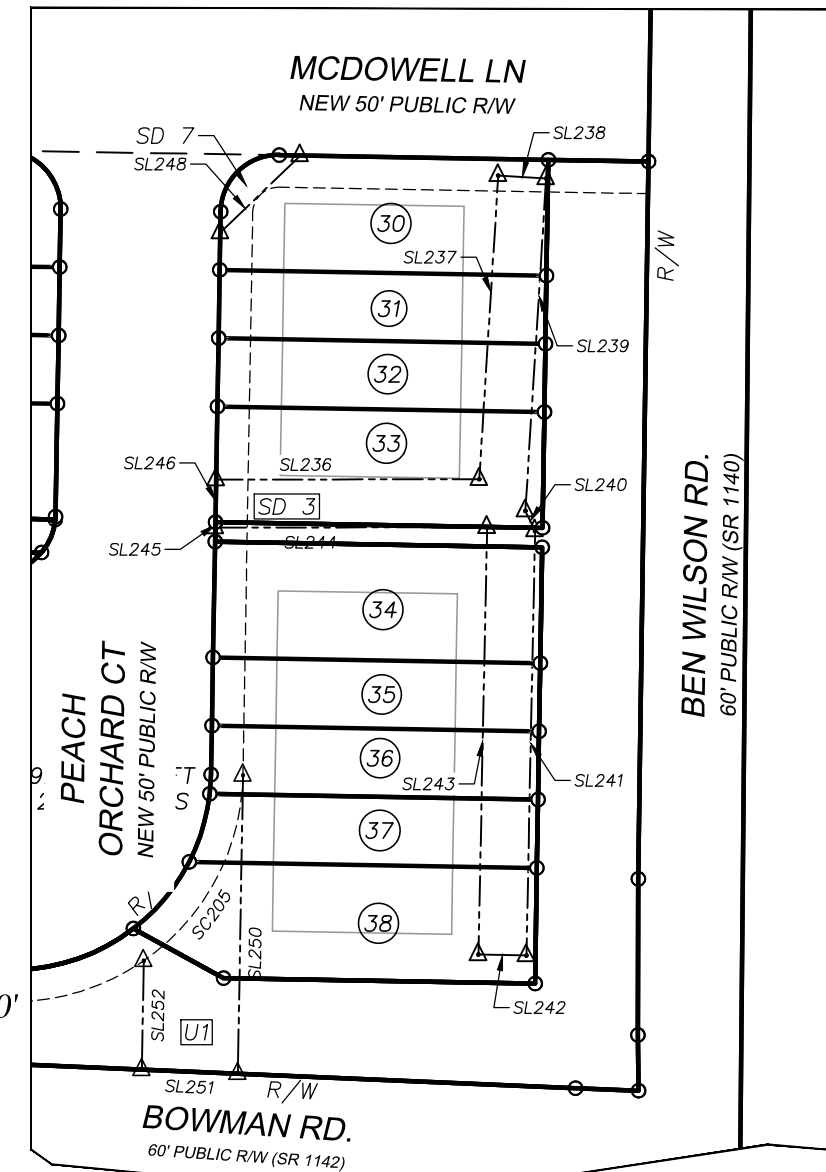 MCDOWELL LN
NEW 50' PUBLIC R/W
SD 7
SL248
SL238
30
SL237
R/W
31
SL239
32
33
SL246
SL236
SL240
SD 3
SL245
SL244
BEN WILSON RD.
60' PUBLIC R/W (SR 1140)
34
PEACH
ORCHARD CT
NEW 50' PUBLIC R/W
35
36
SL243
SL241
37
R/
SC205
38
SL250
SL252
SL242
U1
SL251
R/W
BOWMAN RD.
60' PUBLIC R/W (SR 1142)